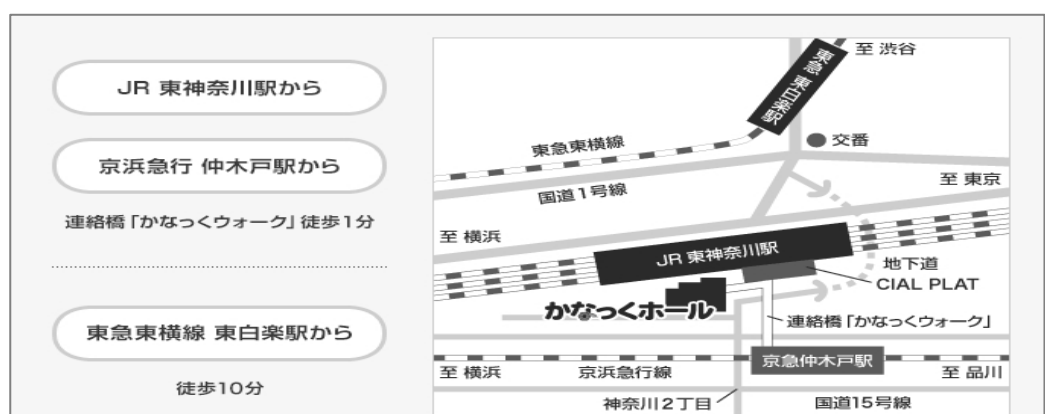 JR 東神奈川駅から
京浜急行 仲木戸駅から
連絡橋「かなっくウォーク」徒歩1分
東急東横線 東白楽駅から
徒歩10分
至 渋谷
東急 東白楽駅
交番
東急東横線
国道1号線
至 東京
至 横浜
JR 東神奈川駅
地下道
CIAL PLAT
かなっくホール
連絡橋「かなっくウォーク」
京急仲木戸駅
至 横浜
京浜急行線
至 品川
神奈川2丁目
国道15号線